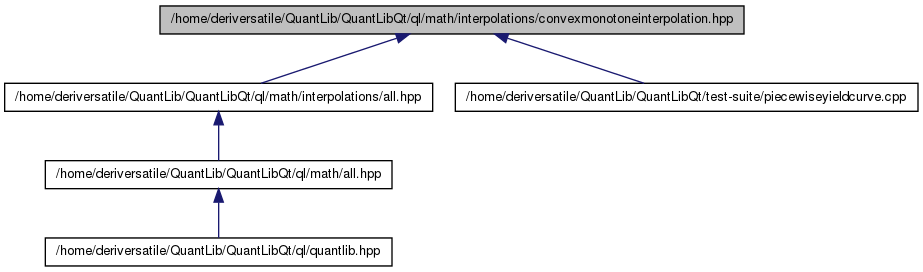 /home/deriversatile/QuantLib/QuantLibQt/ql/math/interpolations/convexmonotoneinterpolation.hpp
/home/deriversatile/QuantLib/QuantLibQt/ql/math/interpolations/all.hpp
/home/deriversatile/QuantLib/QuantLibQt/test-suite/piecewiseyieldcurve.cpp
/home/deriversatile/QuantLib/QuantLibQt/ql/math/all.hpp
/home/deriversatile/QuantLib/QuantLibQt/ql/quantlib.hpp